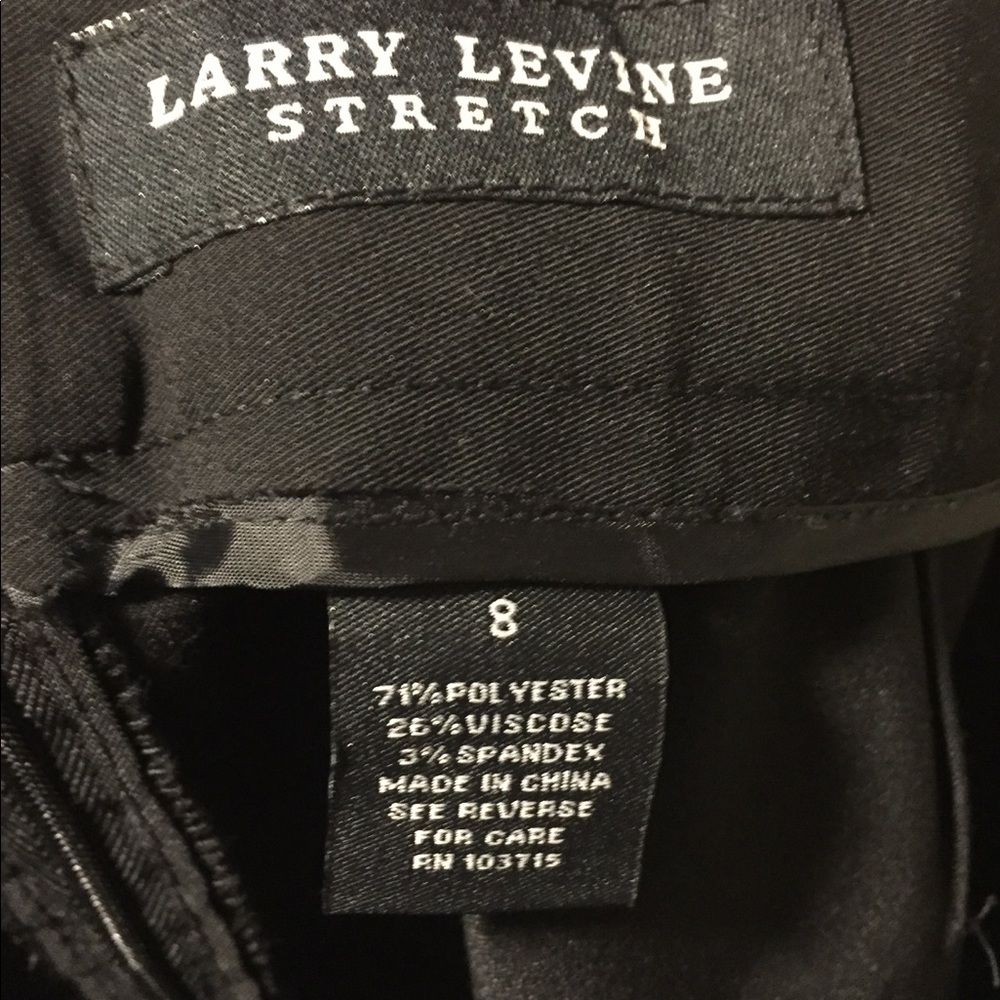 LARRY LEVINE
STRETCH
8
71% POLYESTER
26% VISCOSE
3% SPANDEX
MADE IN CHINA
SEE REVERSE
FOR CARE
RN 103715